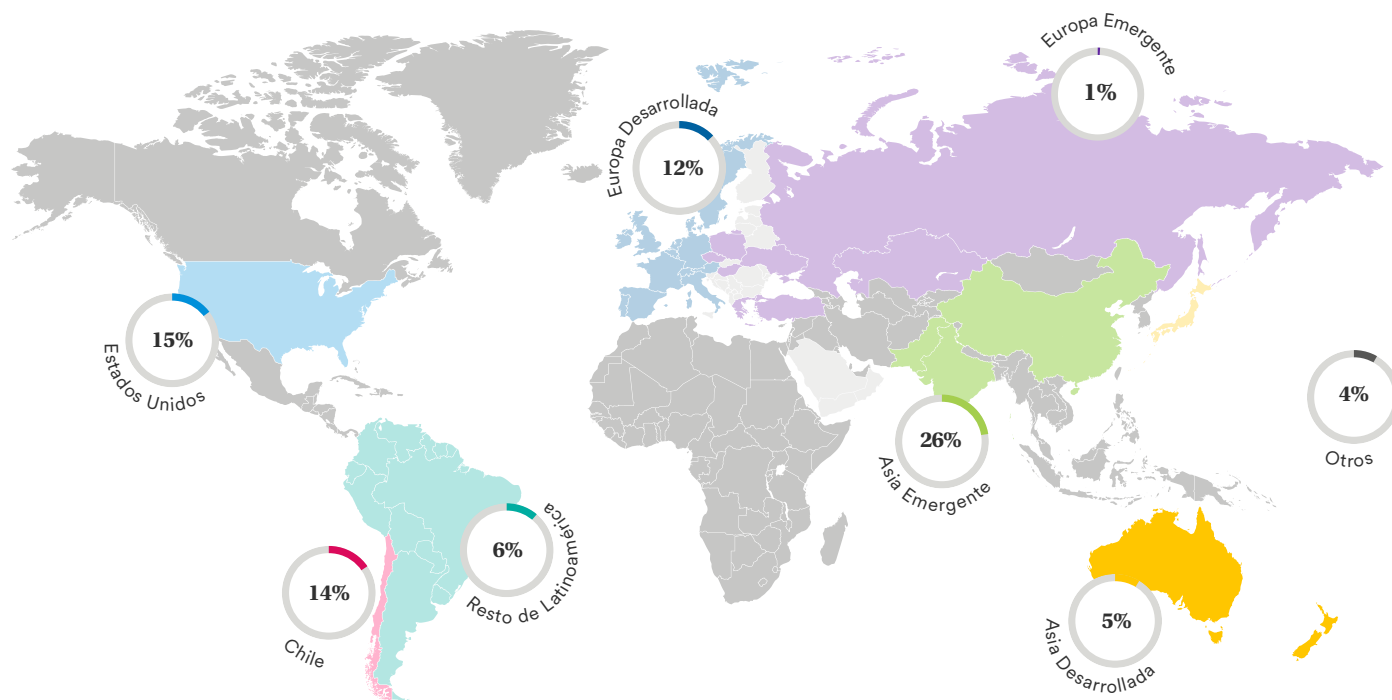 Europa Emergente
1%
Europa Desarrollada
12%
15%
Estados Unidos
4%
Otros
26%
Asia Emergente
6%
Resto de Latinoamérica
14%
Chile
5%
Asia Desarrollada